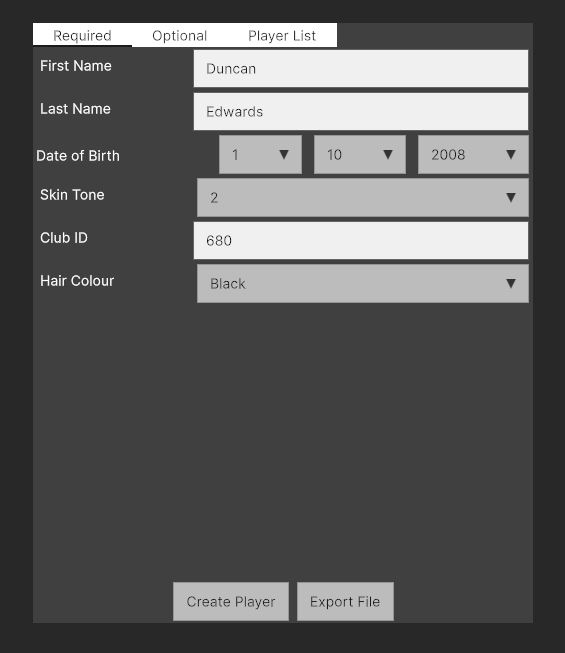 Required Optional Player List
First Name Duncan
Last Name Edwards
Date of Birth 1 10 2008
Skin Tone 2
Club ID 680
Hair Colour Black
Create Player Export File